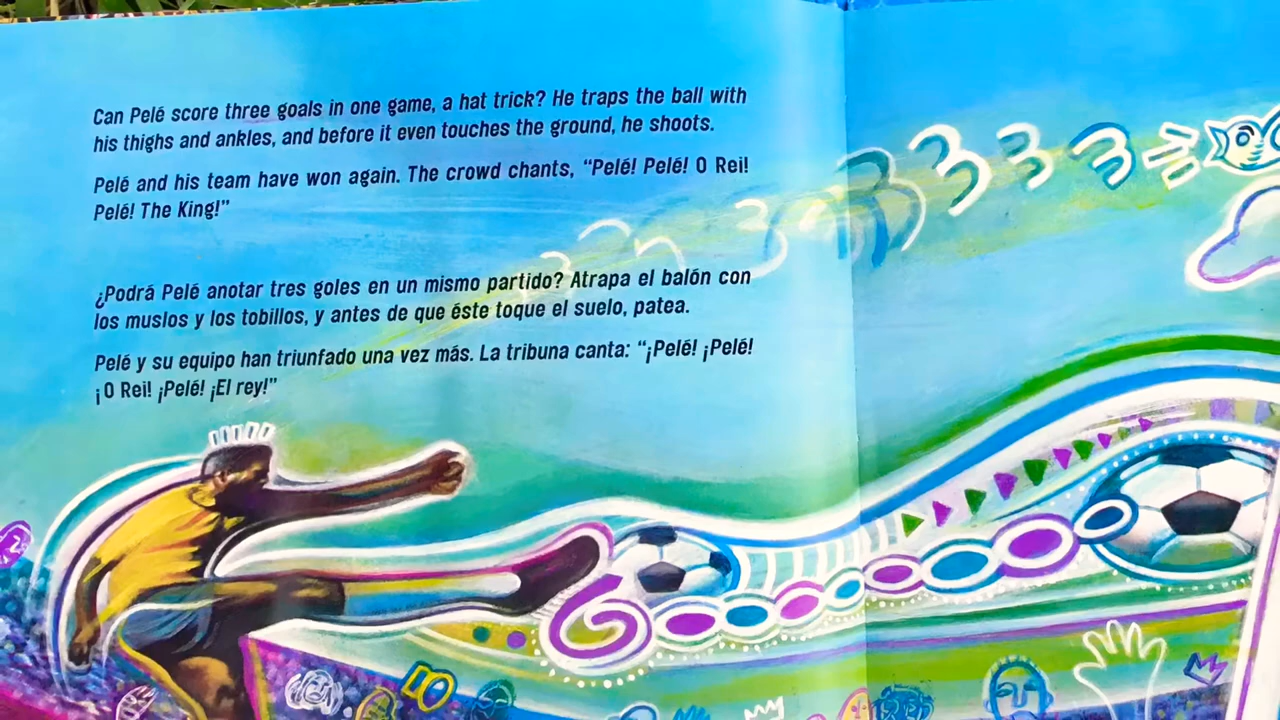 Can Pelé score three goals in one game, a hat trick? He traps the ball with
his thighs and ankles, and before it even touches the ground, he shoots.
Pelé and his team have won again. The crowd chants, “Pelé! Pelé! O Rei!
Pelé! The King!”
¿Podrá Pelé anotar tres goles en un mismo partido? Atrapa el balón con
los muslos y los tobillos, y antes de que éste toque el suelo, patea.
Pelé y su equipo han triunfado una vez más. La tribuna canta: “¡Pelé! ¡Pelé!
¡O Rei! ¡Pelé! ¡El rey!”